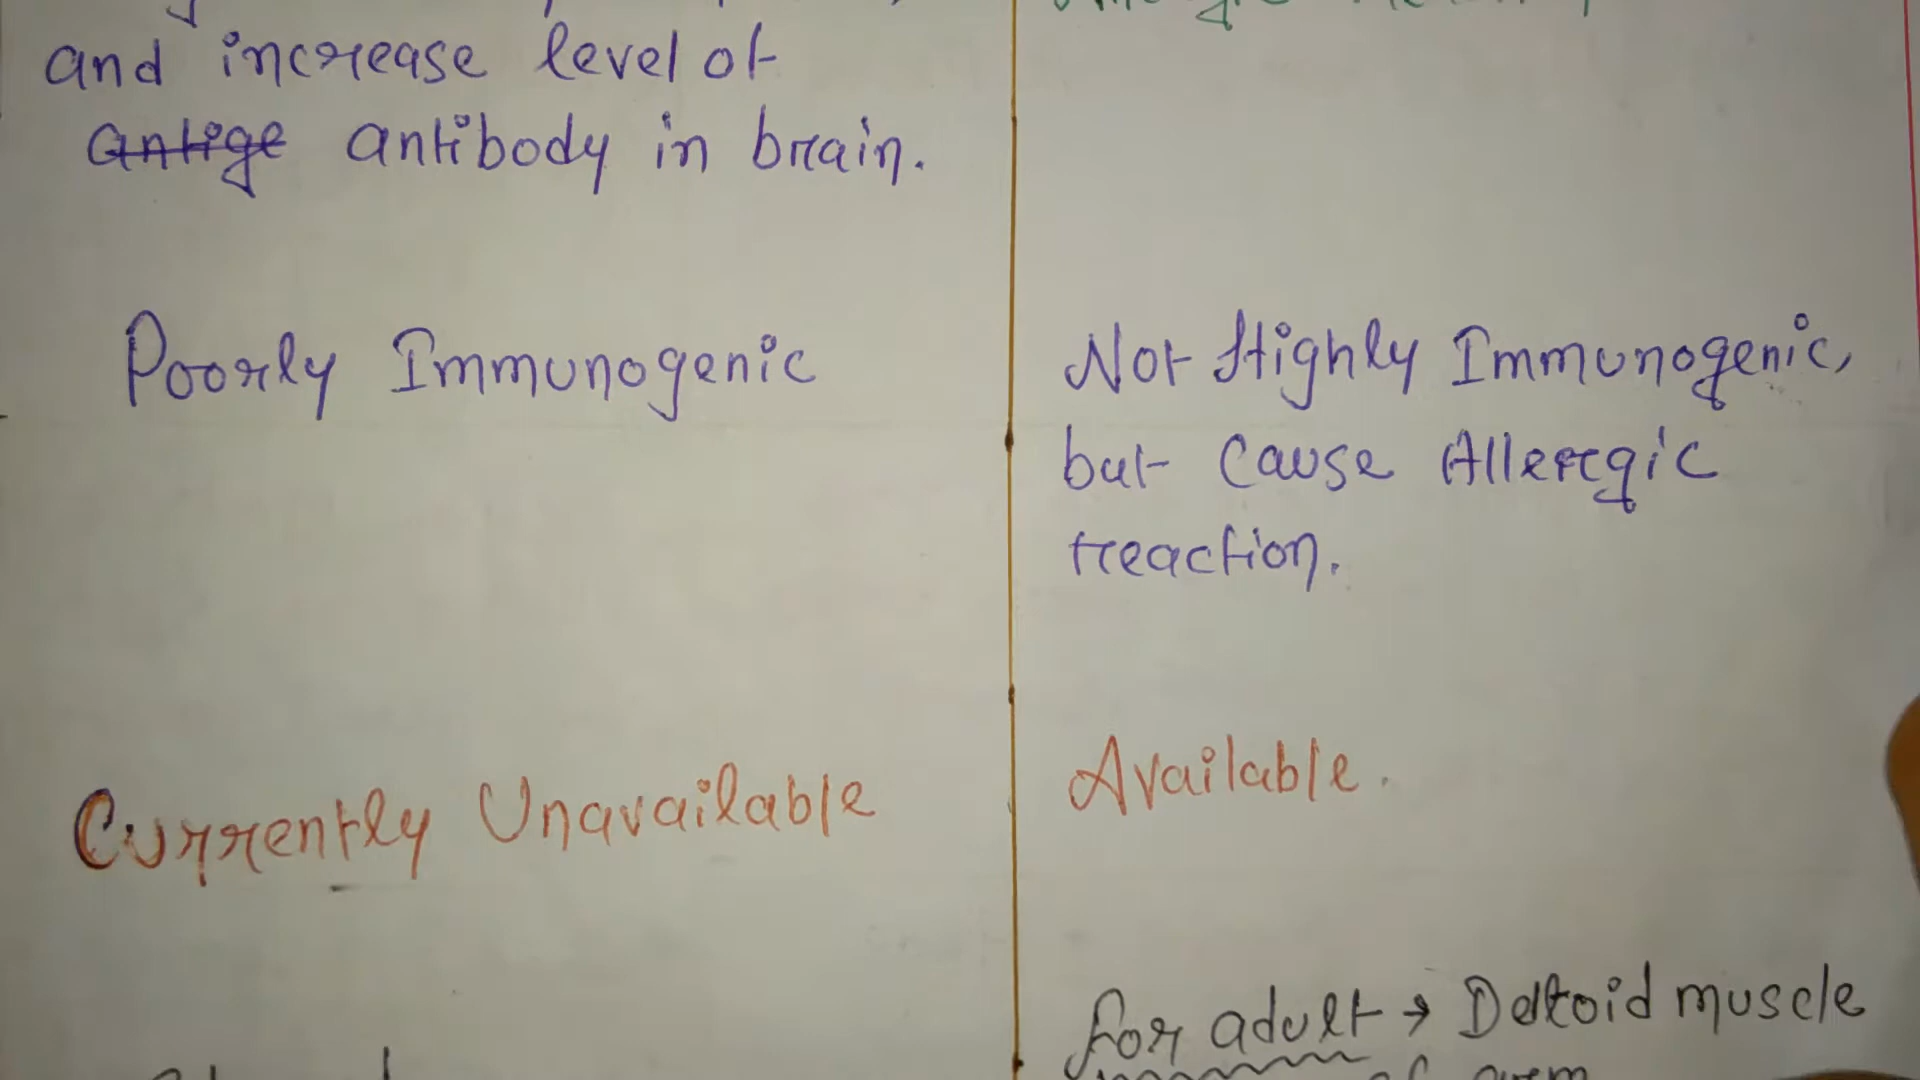 and increase level of
antige antibody in brain.
Poorly Immunogenic
Not Highly Immunogenic,
but Cause Allergic
reaction.
Currently Unavailable
Available.
for adult → Deltoid muscle